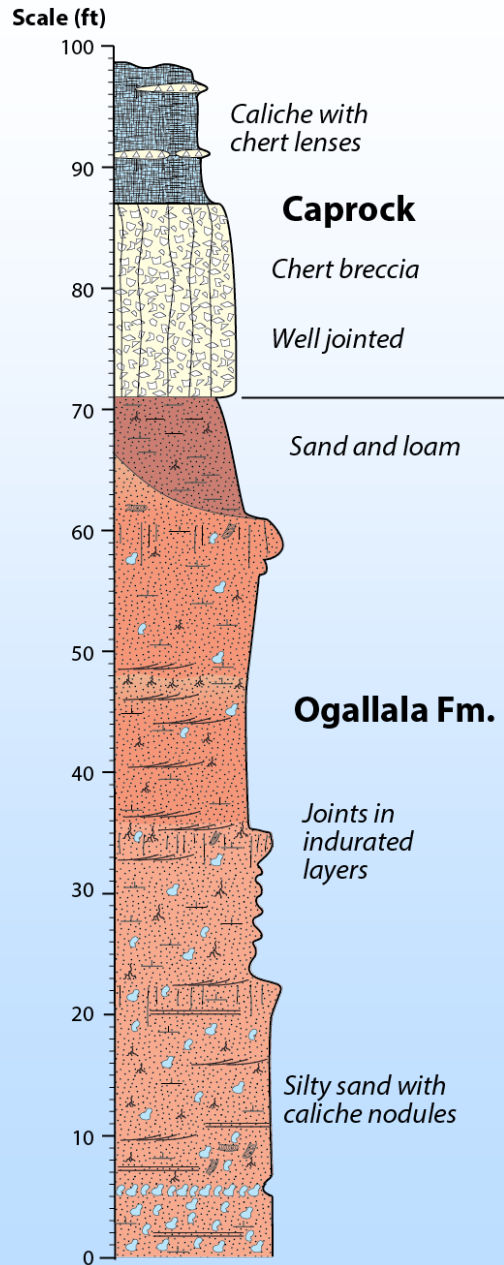 Scale (ft)
100
Caliche with
chert lenses
90
Caprock
Chert breccia
80
Well jointed
70
Sand and loam
60
50
Ogallala Fm.
40
Joints in
indurated
layers
30
20
Silty sand with
caliche nodules
10
0